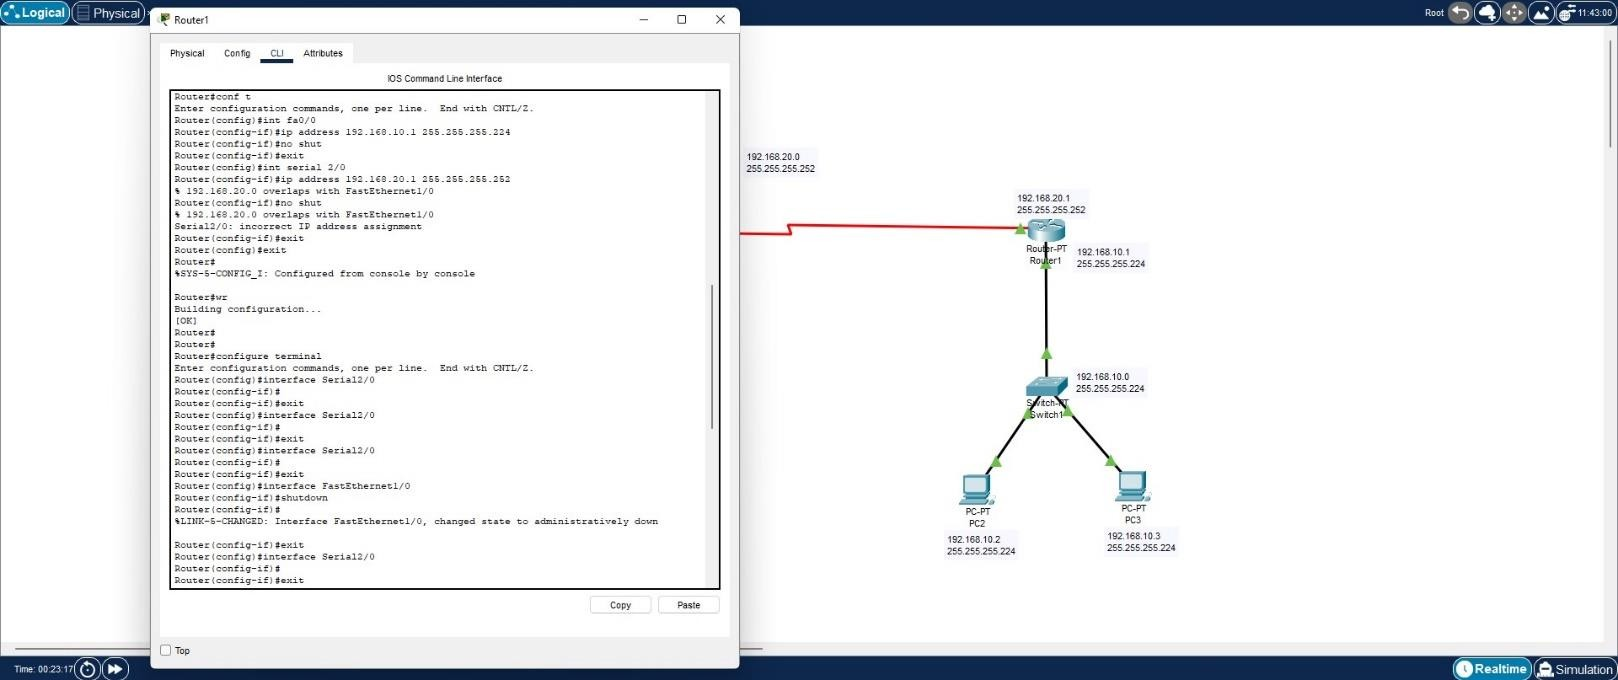 Logical
Physical
Root
11:43:00
Router1
Physical
Config
CLI
Attributes
IOS Command Line Interface
Router#conf t
Enter configuration commands, one per line.  End with CNTL/Z.
Router(config)#int fa0/0
Router(config-if)#ip address 192.168.10.1 255.255.255.224
Router(config-if)#no shut
Router(config-if)#exit
Router(config)#int serial 2/0
Router(config-if)#ip address 192.168.20.1 255.255.255.252
% 192.168.20.0 overlaps with FastEthernet1/0
Router(config-if)#no shut
% 192.168.20.0 overlaps with FastEthernet1/0
Serial2/0: incorrect IP address assignment
Router(config-if)#exit
Router(config)#exit
Router#
%SYS-5-CONFIG_I: Configured from console by console
Router#wr
Building configuration...
[OK]
Router#
Router#
Router#configure terminal
Enter configuration commands, one per line.  End with CNTL/Z.
Router(config)#interface Serial2/0
Router(config-if)#
Router(config-if)#exit
Router(config)#interface Serial2/0
Router(config-if)#
Router(config-if)#exit
Router(config)#interface Serial2/0
Router(config-if)#
Router(config-if)#exit
Router(config)#interface FastEthernet1/0
Router(config-if)#shutdown
Router(config-if)#
%LINK-5-CHANGED: Interface FastEthernet1/0, changed state to administratively down
Router(config-if)#exit
Router(config)#interface Serial2/0
Router(config-if)#
Router(config-if)#exit
Copy
Paste
Top
192.168.20.0
255.255.255.252
192.168.20.1
255.255.255.252
Router-PT
Router1
192.168.10.1
255.255.255.224
192.168.10.0
255.255.255.224
Switch-PT
Switch1
PC-PT
PC2
192.168.10.2
255.255.255.224
PC-PT
PC3
192.168.10.3
255.255.255.224
Time: 00:23:17
Realtime
Simulation